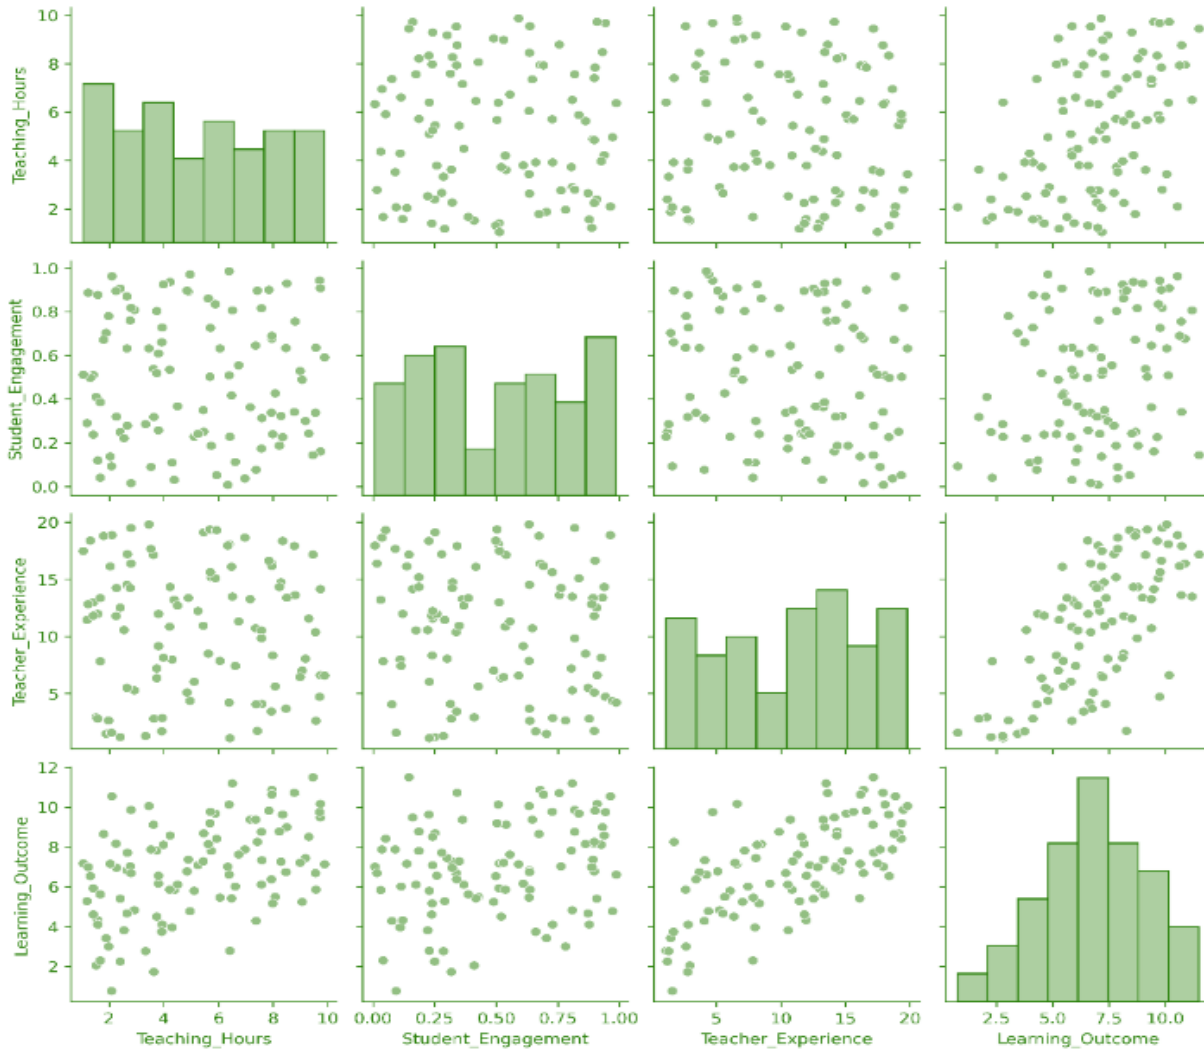 10
8
6
4
2
Teaching_Hours
1.0
0.8
0.6
0.4
0.2
0.0
Student_Engagement
20
15
10
5
Teacher_Experience
12
10
8
6
4
2
Learning_Outcome
2 4 6 8 10
0.00 0.25 0.50 0.75 1.00
5 10 15 20
2.5 5.0 7.5 10.0
Teaching_Hours Student_Engagement Teacher_Experience Learning_Outcome